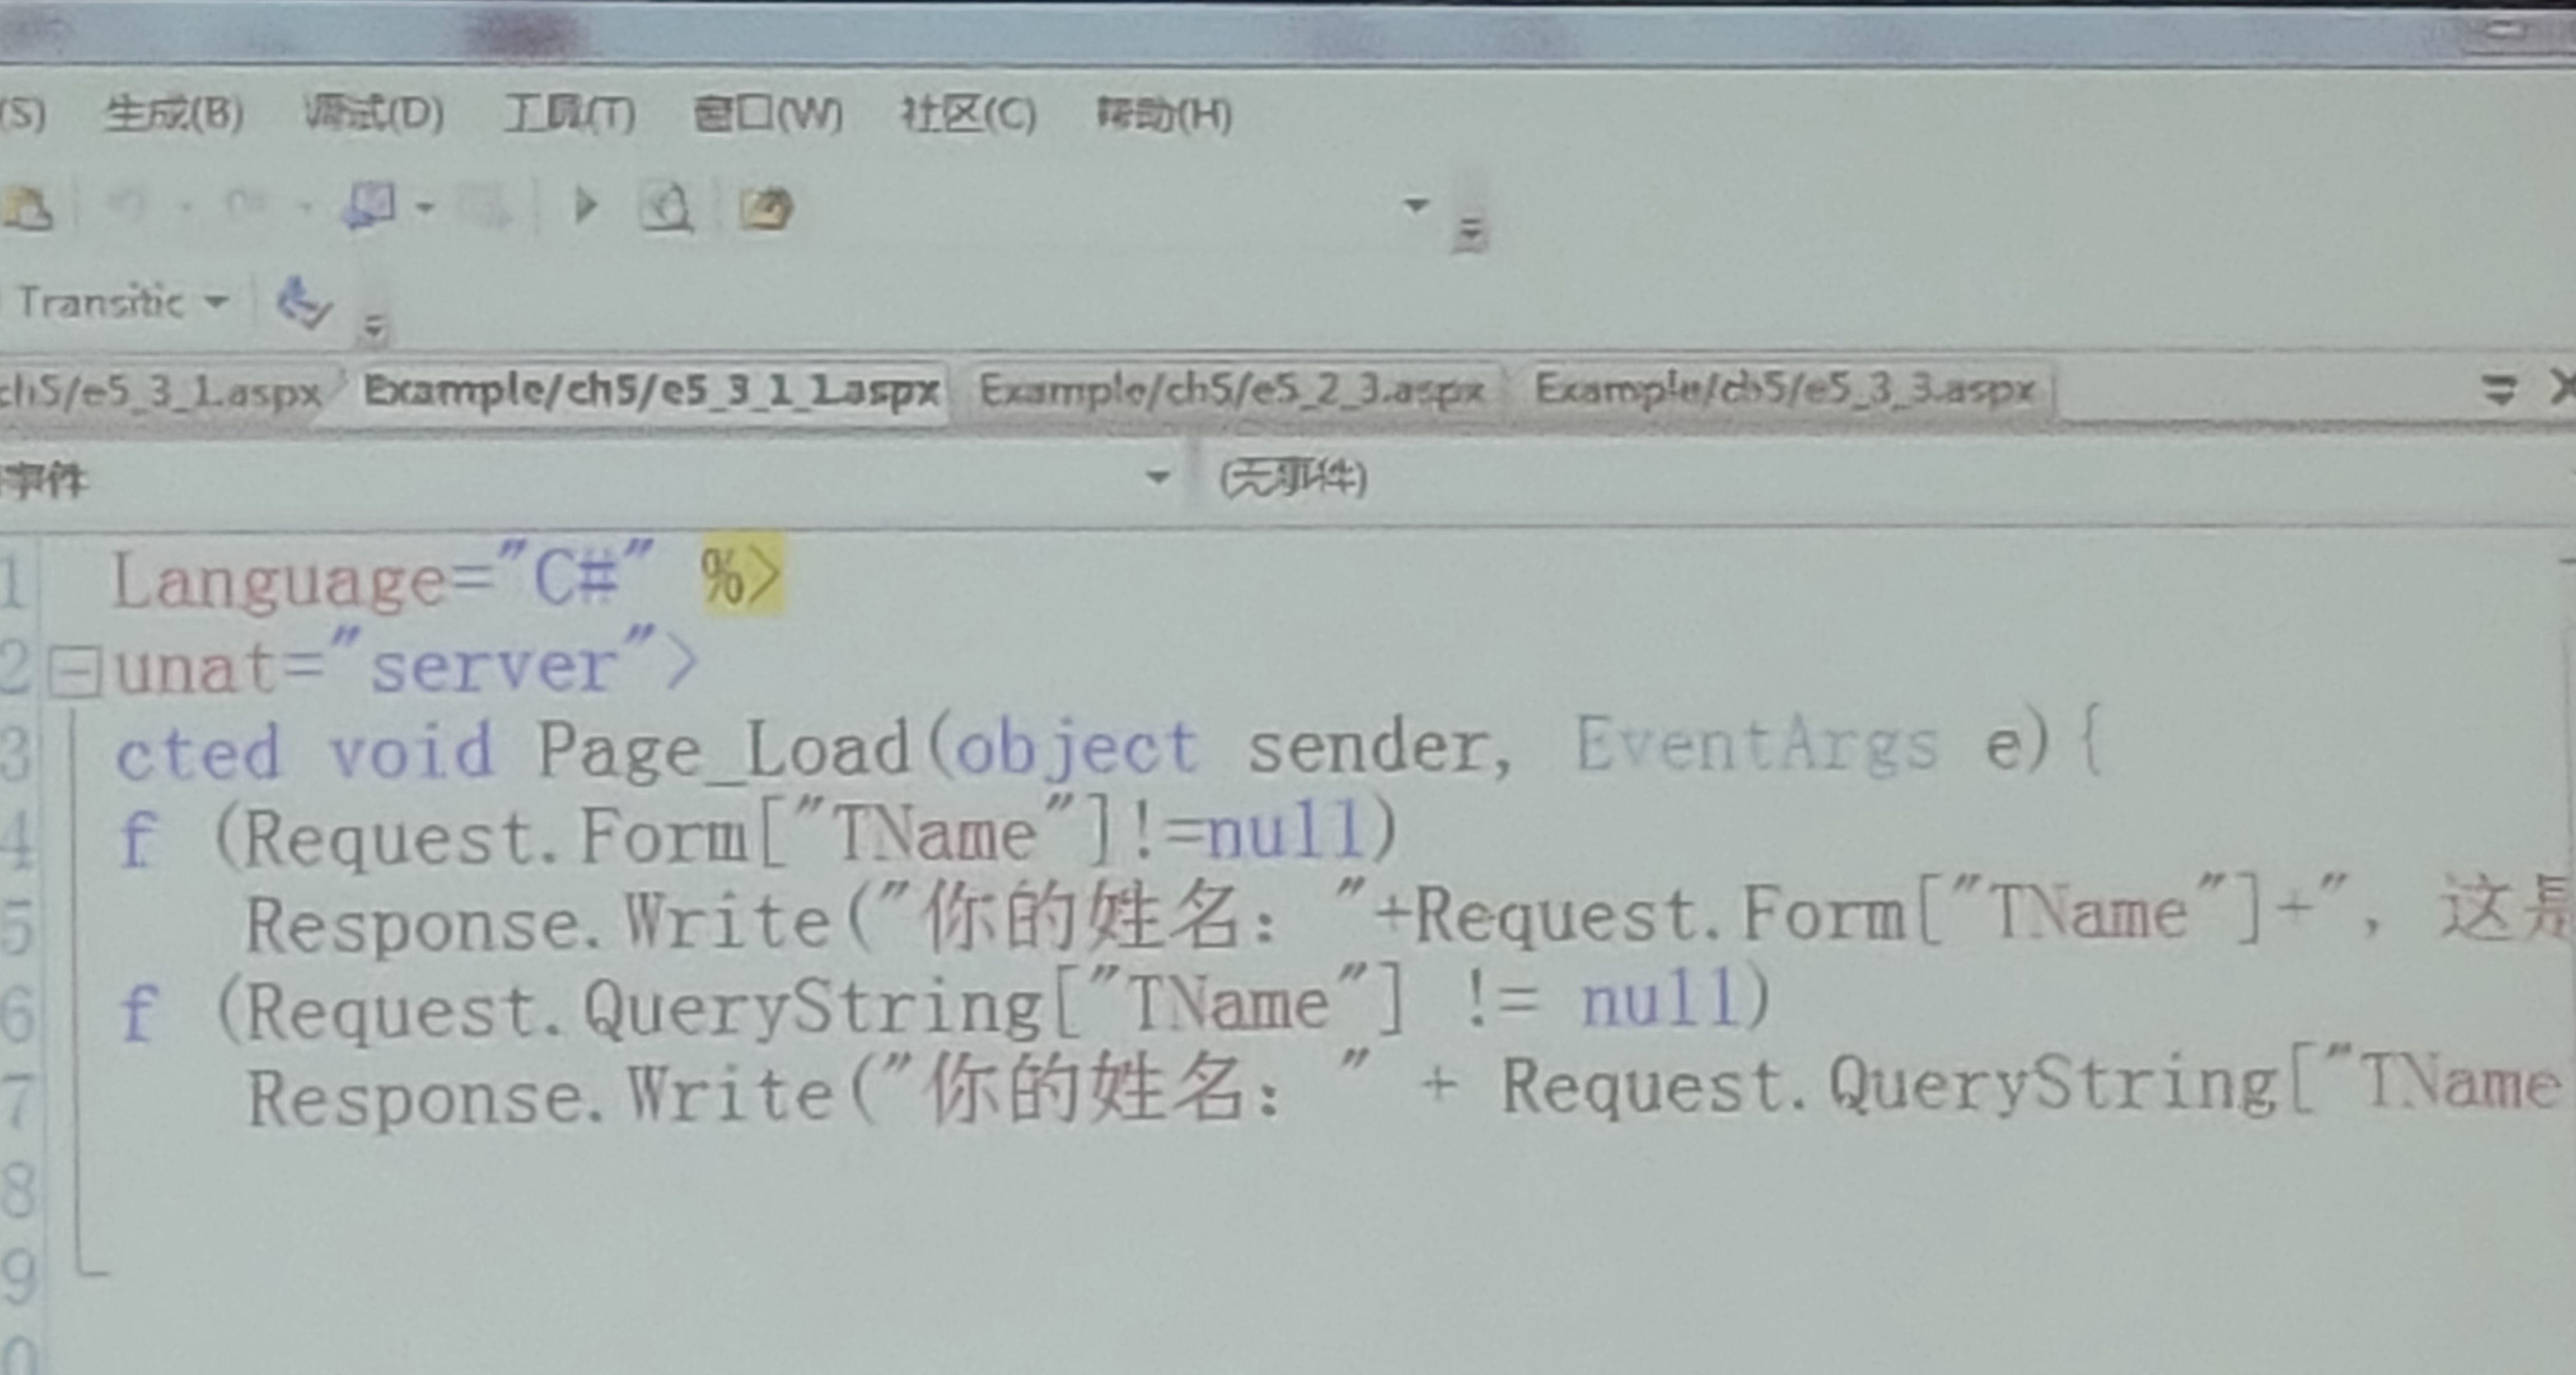 (S) 生成(B) 调试(D) 工具(T) 窗口(W) 社区(C) 帮助(H)
Transitic
ch5/e5_3_1.aspx Example/ch5/e5_3_1_1.aspx Example/ch5/e5_2_3.aspx Example/ch5/e5_3_3.aspx
事件 (无事件)
1 Language="C#" %>
2 unat="server">
3 cted void Page_Load(object sender, EventArgs e){
4 f (Request.Form["TName"]!=null)
5 Response.Write("你的姓名："+Request.Form["TName"]+", 这是
6 f (Request.QueryString["TName"] != null)
7 Response.Write("你的姓名：" + Request.QueryString["TName
8
9
0